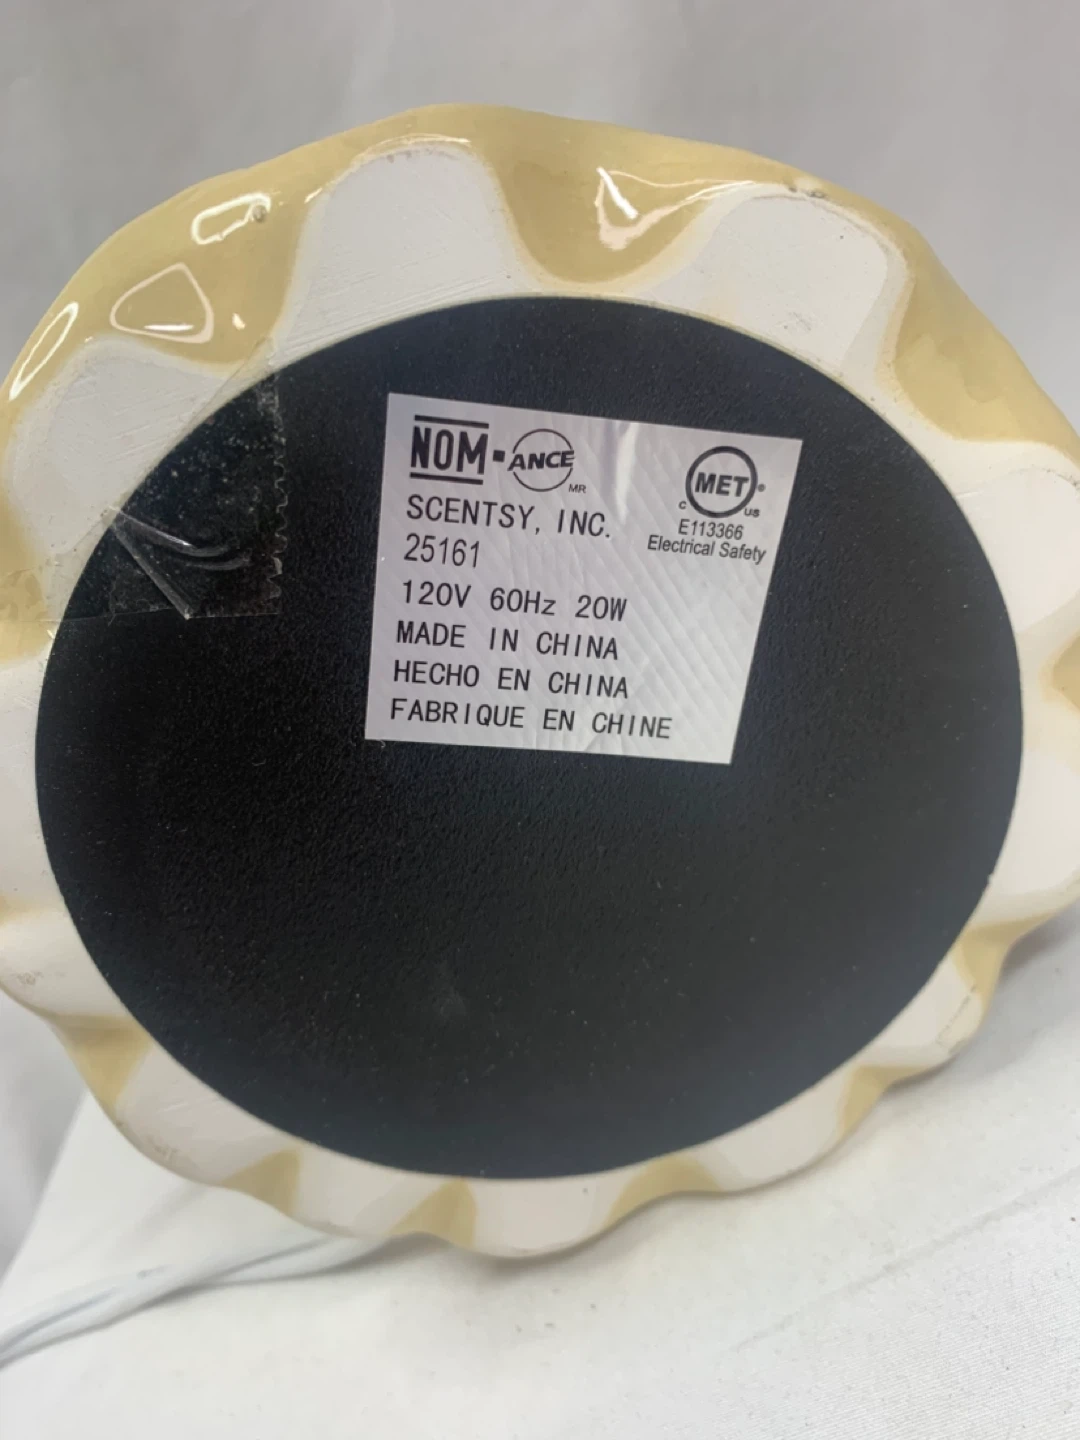 NOM-ANCE
MR
MET
C US
E113366
Electrical Safety
SCENTSY, INC.
25161
120V 60Hz 20W
MADE IN CHINA
HECHO EN CHINA
FABRIQUE EN CHINE